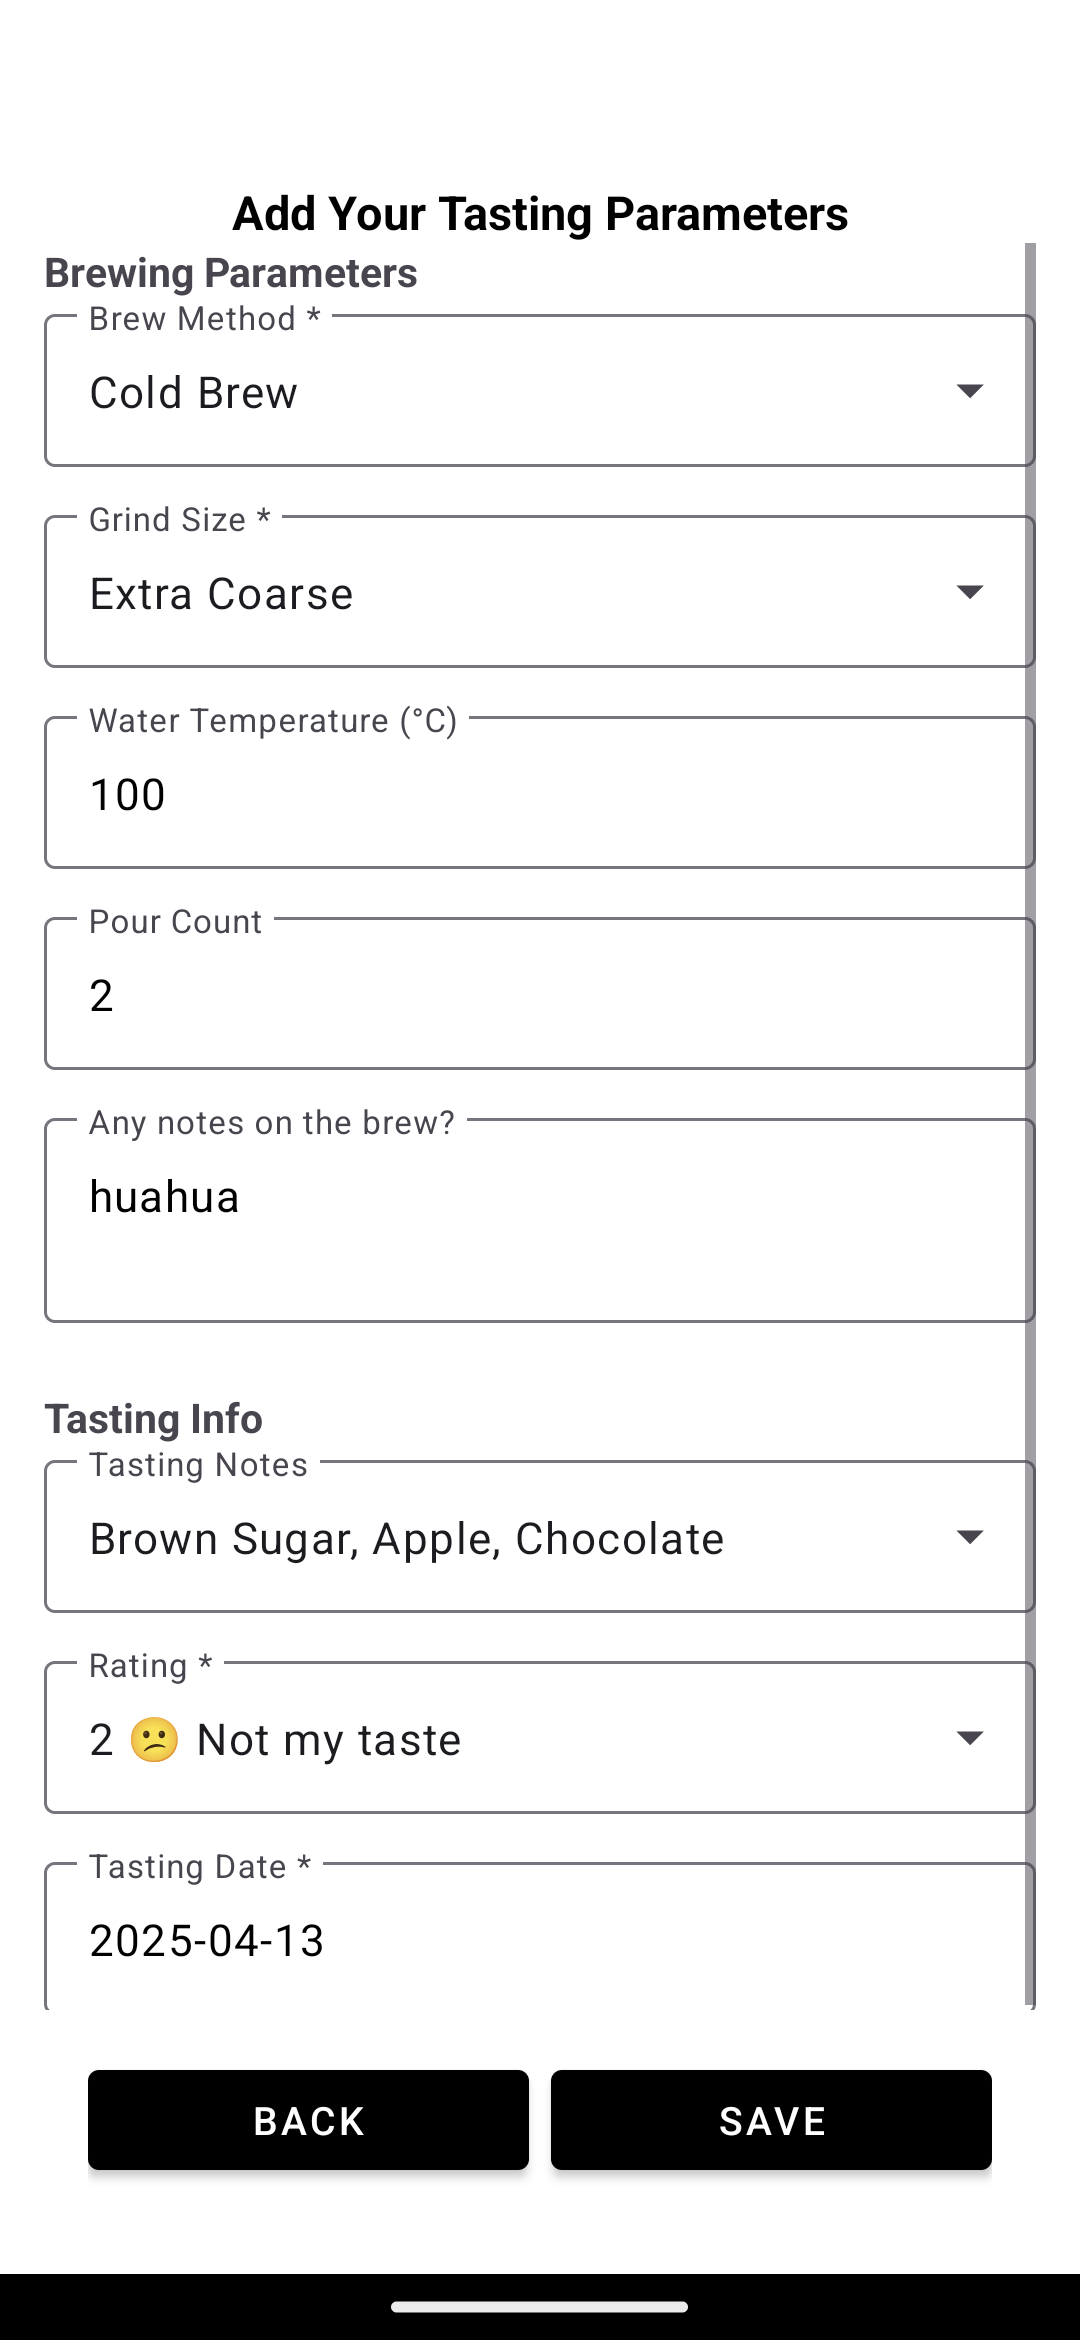 Add Your Tasting Parameters
Brewing Parameters
Brew Method *
Cold Brew
Grind Size *
Extra Coarse
Water Temperature (°C)
100
Pour Count
2
Any notes on the brew?
huahua
Tasting Info
Tasting Notes
Brown Sugar, Apple, Chocolate
Rating *
2 😕 Not my taste
Tasting Date *
2025-04-13
BACK SAVE